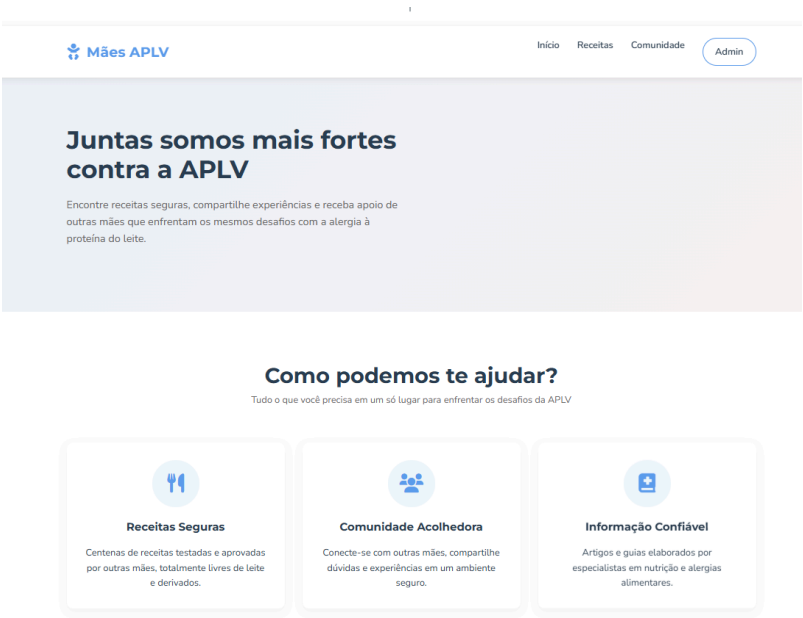 Mães APLV
Início
Receitas
Comunidade
Admin
Juntas somos mais fortes
contra a APLV
Encontre receitas seguras, compartilhe experiências e receba apoio de
outras mães que enfrentam os mesmos desafios com a alergia à
proteína do leite.
Como podemos te ajudar?
Tudo o que você precisa em um só lugar para enfrentar os desafios da APLV
Receitas Seguras
Centenas de receitas testadas e aprovadas
por outras mães, totalmente livres de leite
e derivados.
Comunidade Acolhedora
Conecte-se com outras mães, compartilhe
dúvidas e experiências em um ambiente
seguro.
Informação Confiável
Artigos e guias elaborados por
especialistas em nutrição e alergias
alimentares.